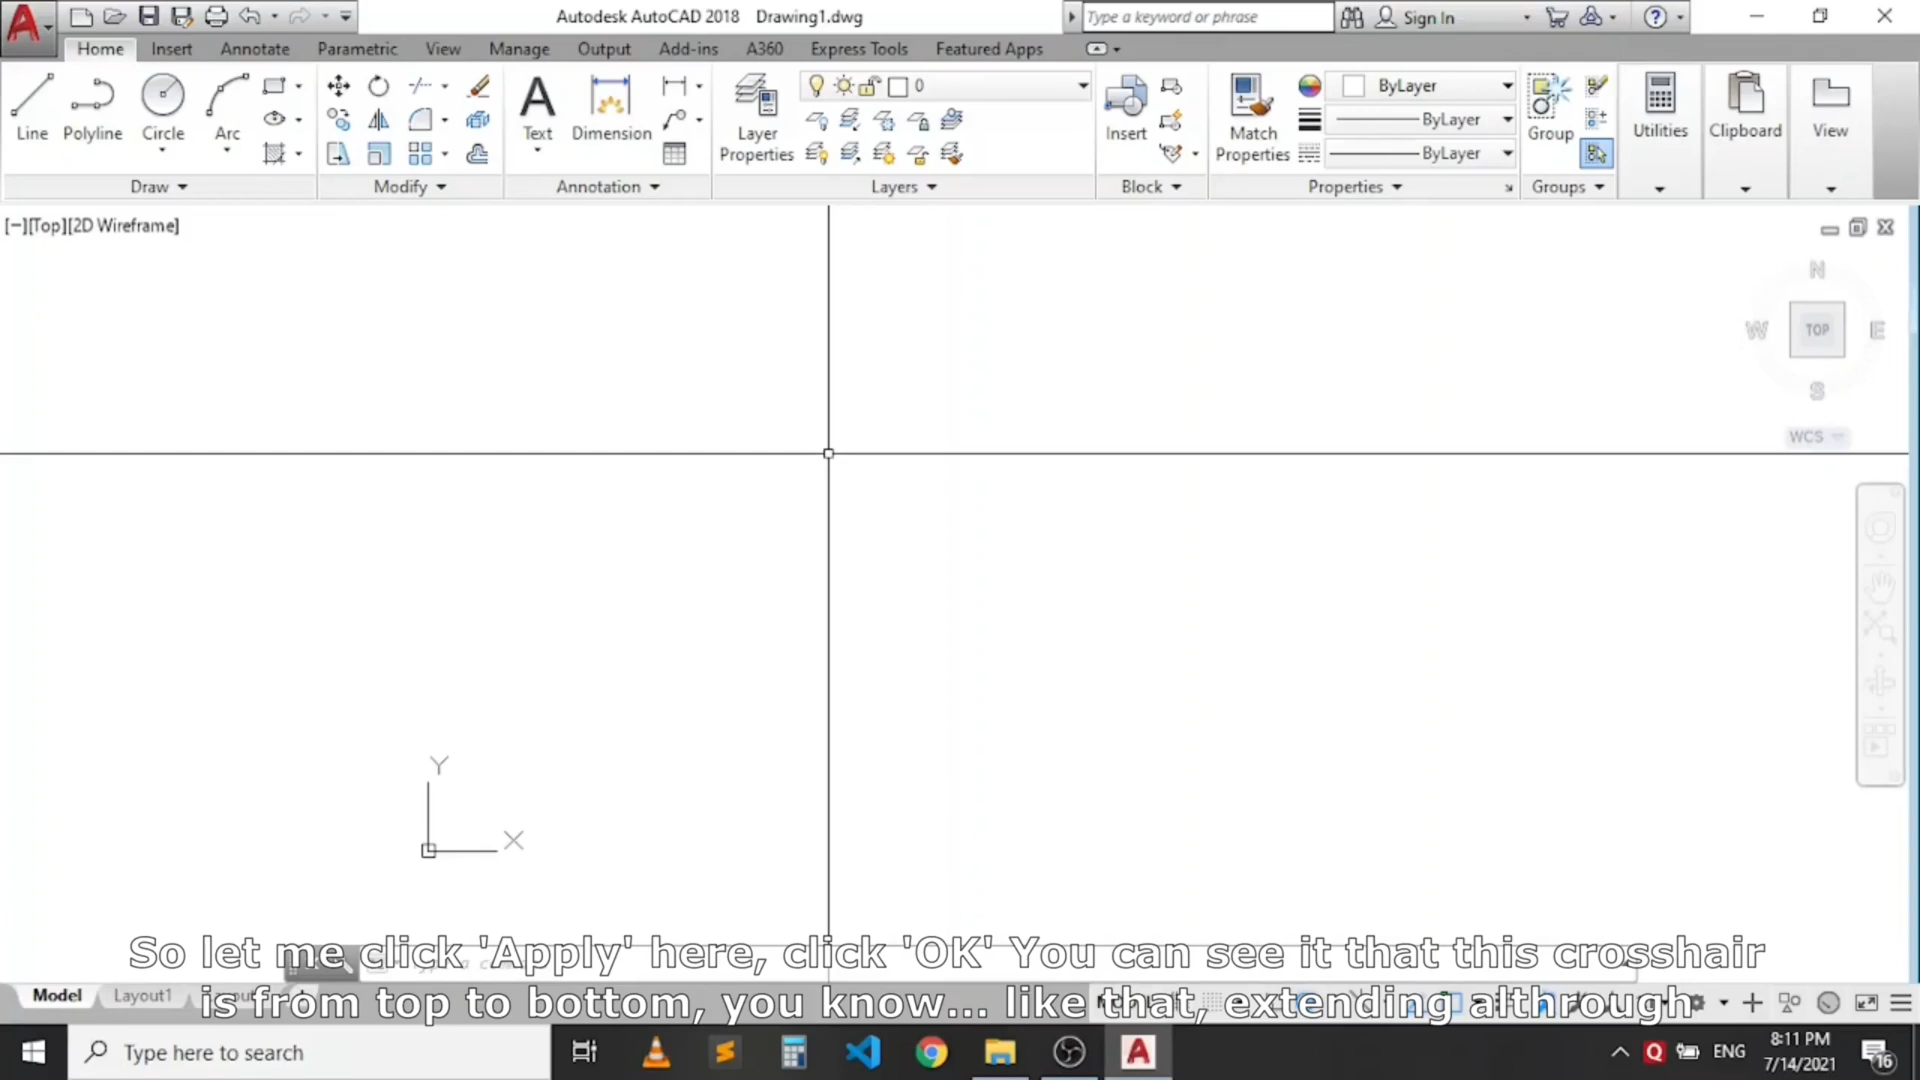 Autodesk AutoCAD 2018 Drawing1.dwg
Type a keyword or phrase
Sign In
Home Insert Annotate Parametric View Manage Output Add-ins A360 Express Tools Featured Apps
0
ByLayer
ByLayer
ByLayer
Line Polyline Circle Arc
Text Dimension
Layer Properties
Insert
Match Properties
Group
Utilities Clipboard View
Draw Modify Annotation Layers Block Properties Groups
[−][Top][2D Wireframe]
N
W TOP E
S
WCS
Y
X
So let me click 'Apply' here, click 'OK' You can see it that this crosshair
is from top to bottom, you know... like that, extending althrough
Model Layout1
Type here to search
ENG
8:11 PM
7/14/2021
16